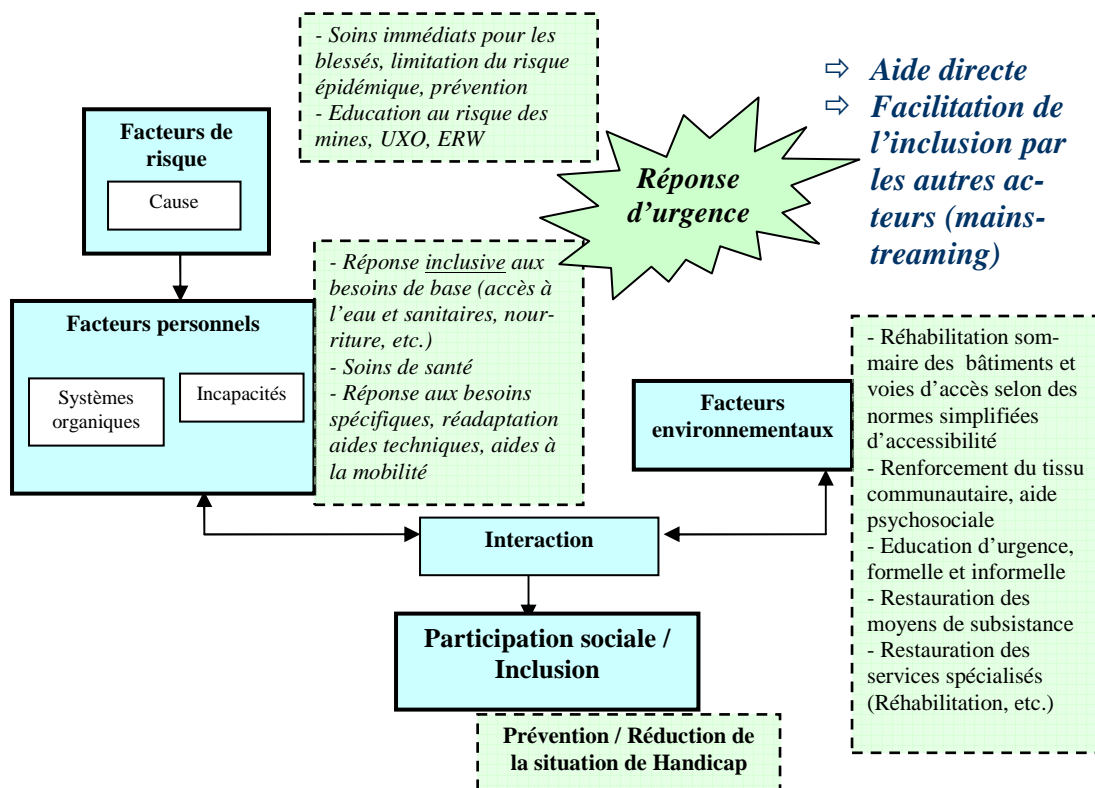 - Soins immédiats pour les
blessés, limitation du risque
épidémique, prévention
- Education au risque des
mines, UXO, ERW
⇨ Aide directe
⇨ Facilitation de
l’inclusion par
les autres ac-
teurs (mains-
treaming)
Réponse
d’urgence
Facteurs de
risque
Cause
- Réponse inclusive aux
besoins de base (accès à
l’eau et sanitaires, nour-
riture, etc.)
- Soins de santé
- Réponse aux besoins
spécifiques, réadaptation
aides techniques, aides à
la mobilité
Facteurs personnels
Systèmes
organiques
Incapacités
Facteurs
environnementaux
- Réhabilitation som-
maire des bâtiments et
voies d’accès selon des
normes simplifiées
d’accessibilité
- Renforcement du tissu
communautaire, aide
psychosociale
- Education d’urgence,
formelle et informelle
- Restauration des
moyens de subsistance
- Restauration des
services spécialisés
(Réhabilitation, etc.)
Interaction
Participation sociale /
Inclusion
Prévention / Réduction de
la situation de Handicap